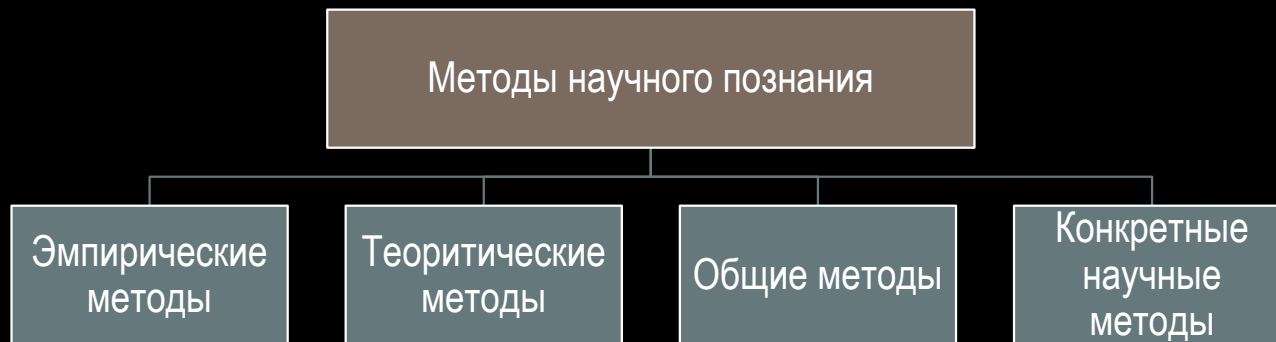 Методы научного познания
Эмпирические
методы
Теоритические
методы
Общие методы
Конкретные
научные
методы